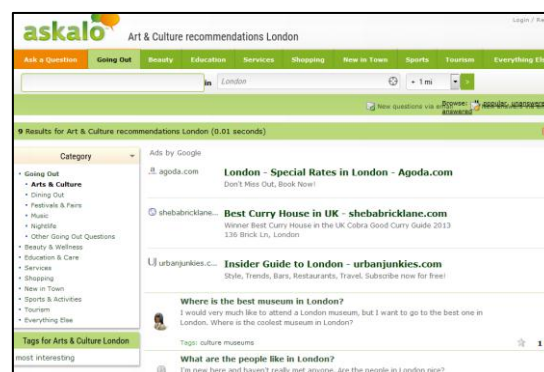 askalo
Art & Culture recommendations London
Login / Re
Ask a Question Going Out Beauty Education Services Shopping New in Town Sports Tourism Everything Els
in London + 1 mi >
New questions via
Browse: popular, unanswere
answered
9 Results for Art & Culture recommendations London (0.01 seconds)
Category
Going Out
Arts & Culture
Dining Out
Festivals & Fairs
Music
Nightlife
Other Going Out Questions
Beauty & Wellness
Education & Care
Services
Shopping
New in Town
Sports & Activities
Tourism
Everything Else
Tags for Arts & Culture London
most interesting
Ads by Google
agoda.com London - Special Rates in London - Agoda.com
Don't Miss Out, Book Now!
shebabricklane... Best Curry House in UK - shebabricklane.com
Winner Best Curry House in the UK Cobra Good Curry Guide 2013
136 Brick Ln, London
urbanjunkies.c... Insider Guide to London - urbanjunkies.com
Style, Trends, Bars, Restaurants, Travel. Subscribe now for free!
Where is the best museum in London?
I would very much like to attend a London museum, but I want to go to the best one in
London. Where is the coolest museum in London?
Tags: culture museums
1
What are the people like in London?
I'm new here and haven't really met anyone. Are the people in London nice?